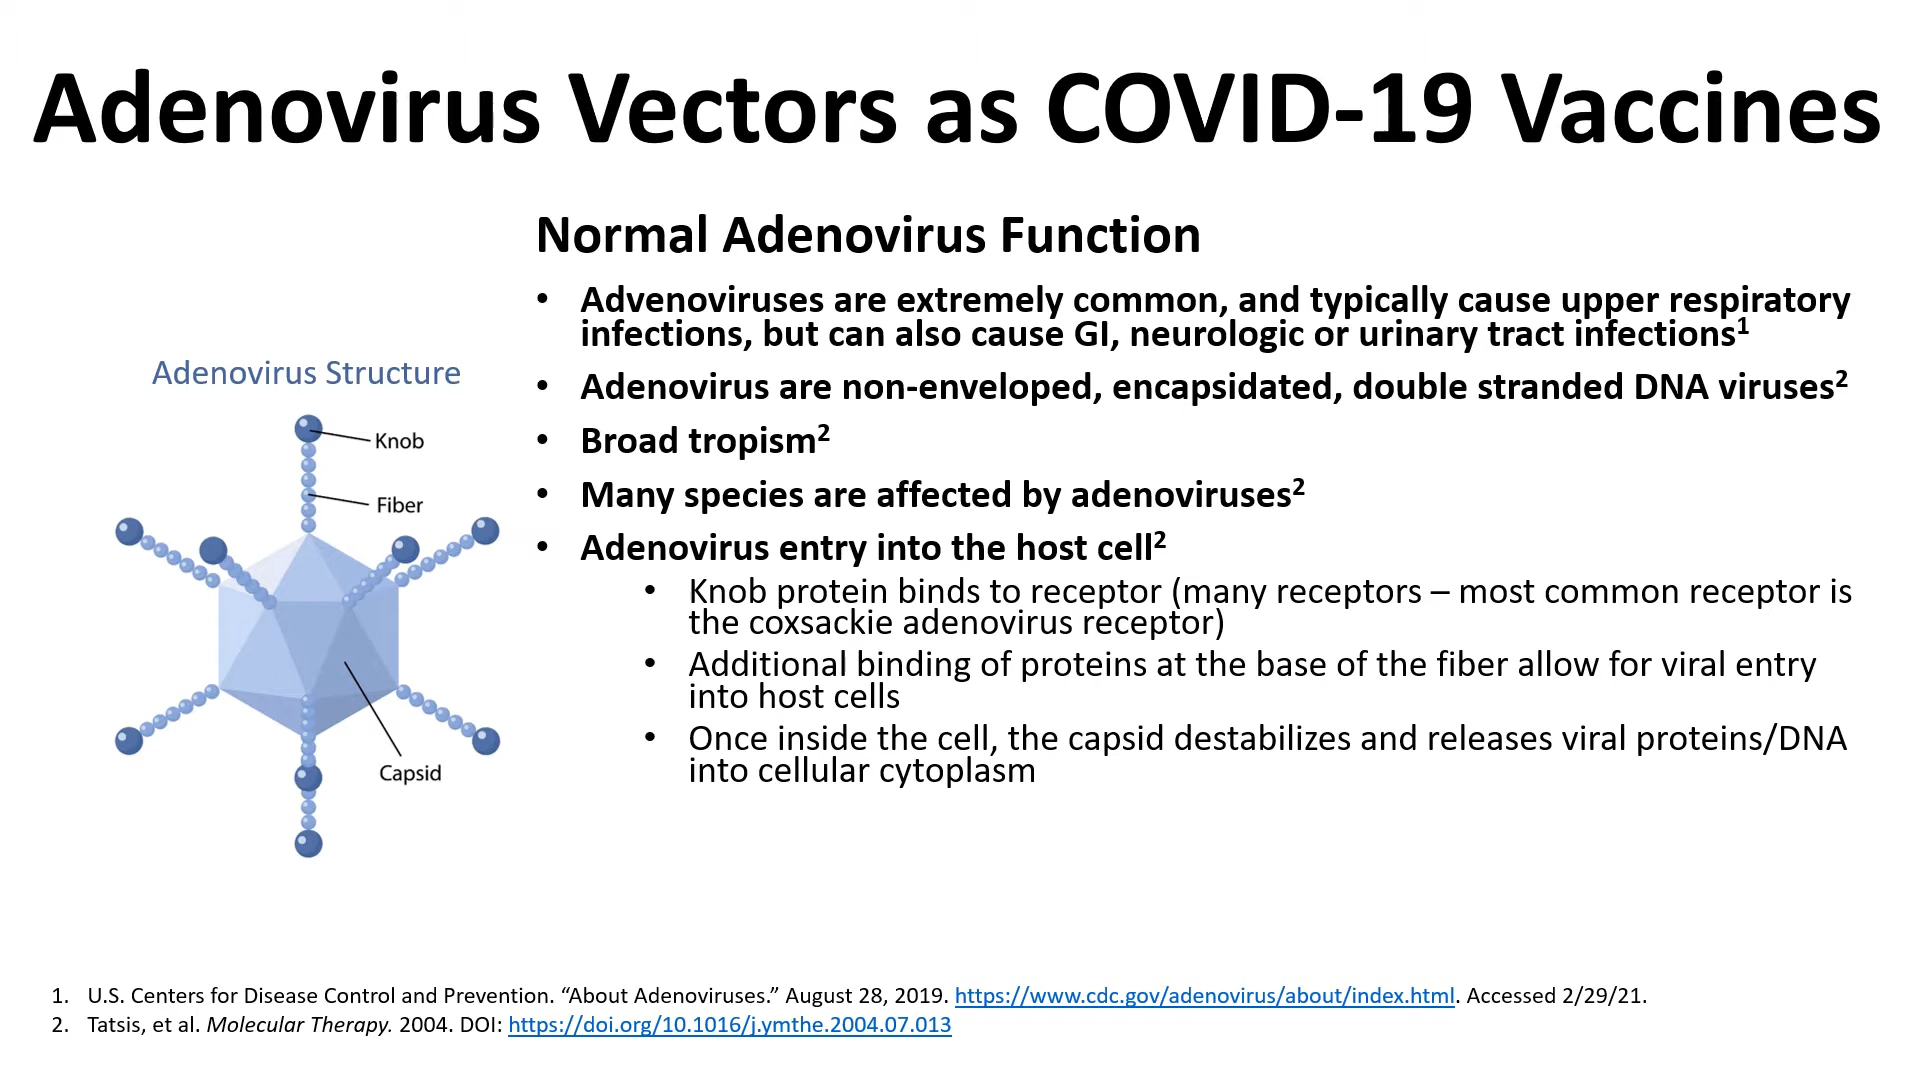 Adenovirus Vectors as COVID-19 Vaccines
Normal Adenovirus Function
• Advenoviruses are extremely common, and typically cause upper respiratory
infections, but can also cause GI, neurologic or urinary tract infections¹
• Adenovirus are non-enveloped, encapsidated, double stranded DNA viruses²
• Broad tropism²
• Many species are affected by adenoviruses²
• Adenovirus entry into the host cell²
• Knob protein binds to receptor (many receptors – most common receptor is
the coxsackie adenovirus receptor)
• Additional binding of proteins at the base of the fiber allow for viral entry
into host cells
• Once inside the cell, the capsid destabilizes and releases viral proteins/DNA
into cellular cytoplasm
Adenovirus Structure
Knob
Fiber
Capsid
1. U.S. Centers for Disease Control and Prevention. “About Adenoviruses.” August 28, 2019. https://www.cdc.gov/adenovirus/about/index.html. Accessed 2/29/21.
2. Tatsis, et al. Molecular Therapy. 2004. DOI: https://doi.org/10.1016/j.ymthe.2004.07.013